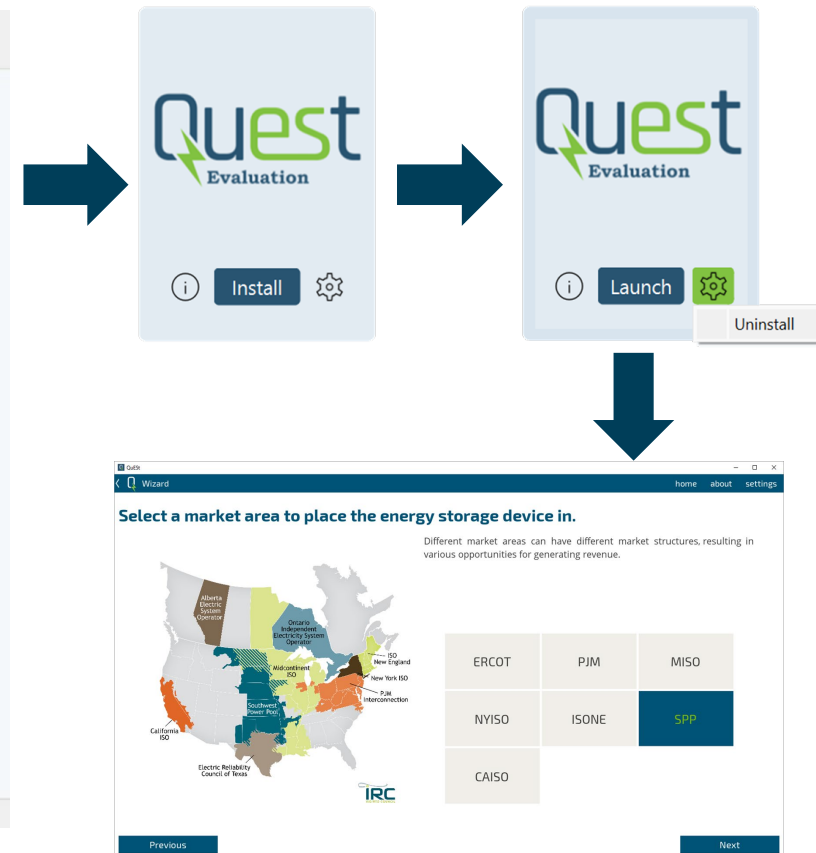 Quest
Evaluation
Install
Quest
Evaluation
Launch
Uninstall
QuESt
Wizard
home about settings
Select a market area to place the energy storage device in.
Different market areas can have different market structures, resulting in
various opportunities for generating revenue.
Alberta
Electric
System
Operator
Ontario
Independent
Electricity System
Operator
ISO
New England
Midcontinent
ISO
New York ISO
PJM
Interconnection
Southwest
Power Pool
California
ISO
Electric Reliability
Council of Texas
IRC
ERCOT PJM MISO
NYISO ISONE SPP
CAISO
Previous
Next